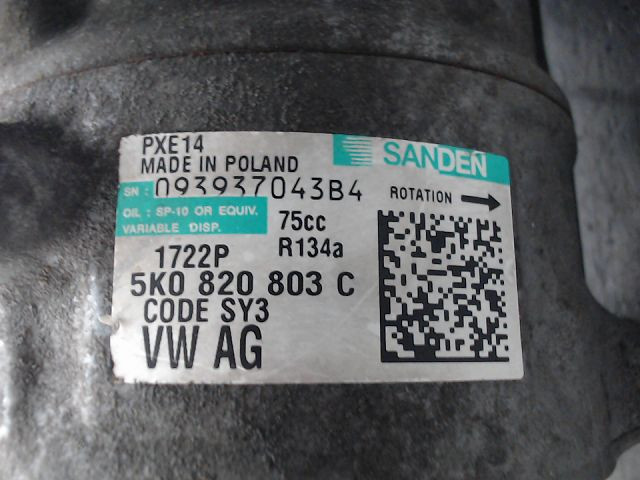 PXE14
MADE IN POLAND
SANDEN
SN: 093937043B4
ROTATION
OIL : SP-10 OR EQUIV.
VARIABLE DISP.
75cc
1722P
R134a
5K0 820 803 C
CODE SY3
VW AG